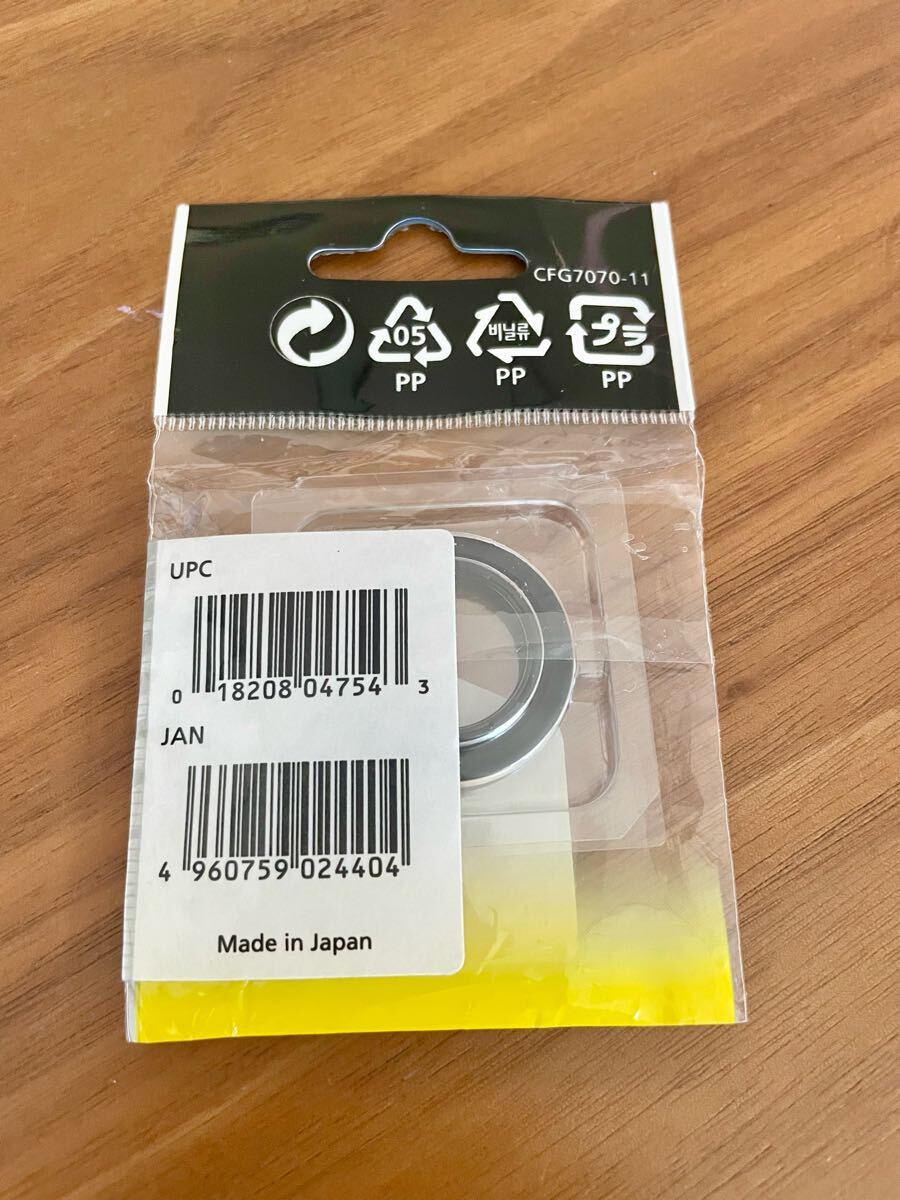 CFG7070-11
05
PP
비닐류
PP
プラ
PP
UPC
0 18208 04754 3
JAN
4 960759 024404
Made in Japan